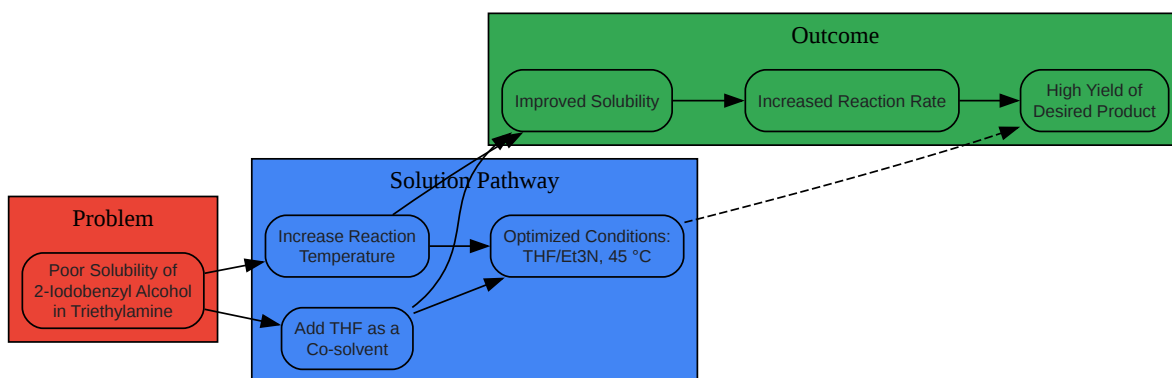 Problem
Poor Solubility of
2-Iodobenzyl Alcohol
in Triethylamine
Solution Pathway
Increase Reaction
Temperature
Add THF as a
Co-solvent
Optimized Conditions:
THF/Et3N, 45 °C
Outcome
Improved Solubility
Increased Reaction Rate
High Yield of
Desired Product